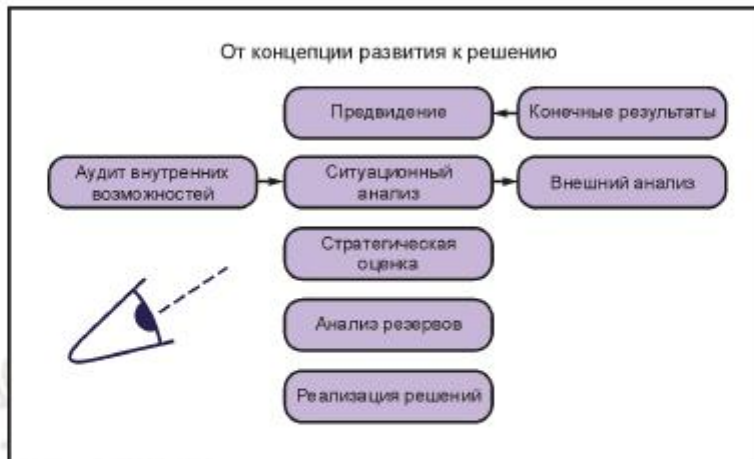 От концепции развития к решению
Предвидение
Конечные результаты
Аудит внутренних
возможностей
Ситуационный
анализ
Внешний анализ
Стратегическая
оценка
Анализ резервов
Реализация решений